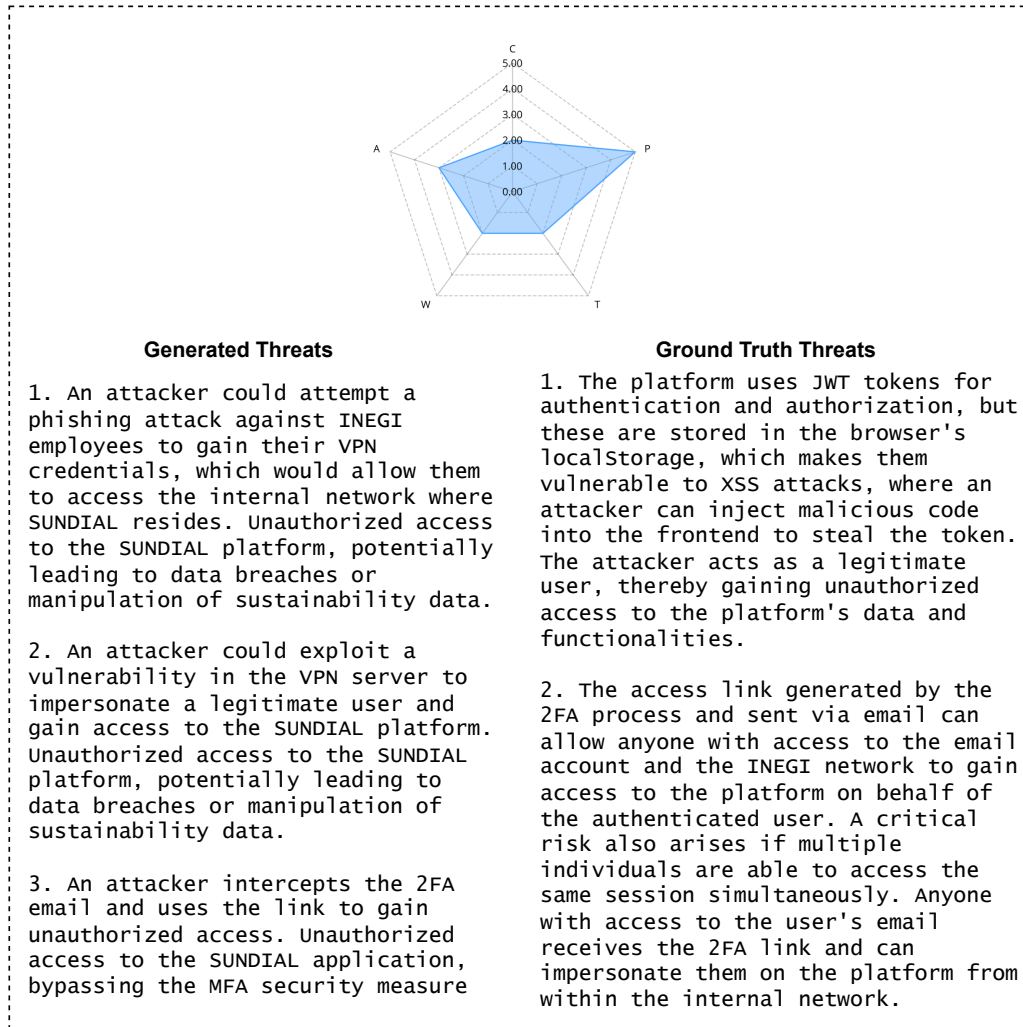 C
5.00
4.00
3.00
2.00
1.00
0.00
A
P
W
T
Generated Threats
1. An attacker could attempt a
phishing attack against INEGI
employees to gain their VPN
credentials, which would allow them
to access the internal network where
SUNDIAL resides. Unauthorized access
to the SUNDIAL platform, potentially
leading to data breaches or
manipulation of sustainability data.
2. An attacker could exploit a
vulnerability in the VPN server to
impersonate a legitimate user and
gain access to the SUNDIAL platform.
Unauthorized access to the SUNDIAL
platform, potentially leading to
data breaches or manipulation of
sustainability data.
3. An attacker intercepts the 2FA
email and uses the link to gain
unauthorized access. Unauthorized
access to the SUNDIAL application,
bypassing the MFA security measure
Ground Truth Threats
1. The platform uses JWT tokens for
authentication and authorization, but
these are stored in the browser's
localStorage, which makes them
vulnerable to XSS attacks, where an
attacker can inject malicious code
into the frontend to steal the token.
The attacker acts as a legitimate
user, thereby gaining unauthorized
access to the platform's data and
functionalities.
2. The access link generated by the
2FA process and sent via email can
allow anyone with access to the email
account and the INEGI network to gain
access to the platform on behalf of
the authenticated user. A critical
risk also arises if multiple
individuals are able to access the
same session simultaneously. Anyone
with access to the user's email
receives the 2FA link and can
impersonate them on the platform from
within the internal network.